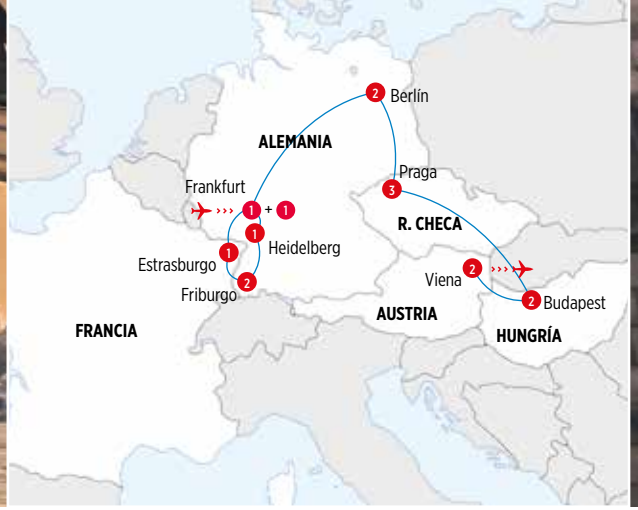 2 Berlín
ALEMANIA
Praga
3
Frankfurt
1 + 1
R. CHECA
1
Heidelberg
1
Estrasburgo
Viena 2
2
Friburgo
2 Budapest
AUSTRIA
FRANCIA
HUNGRÍA